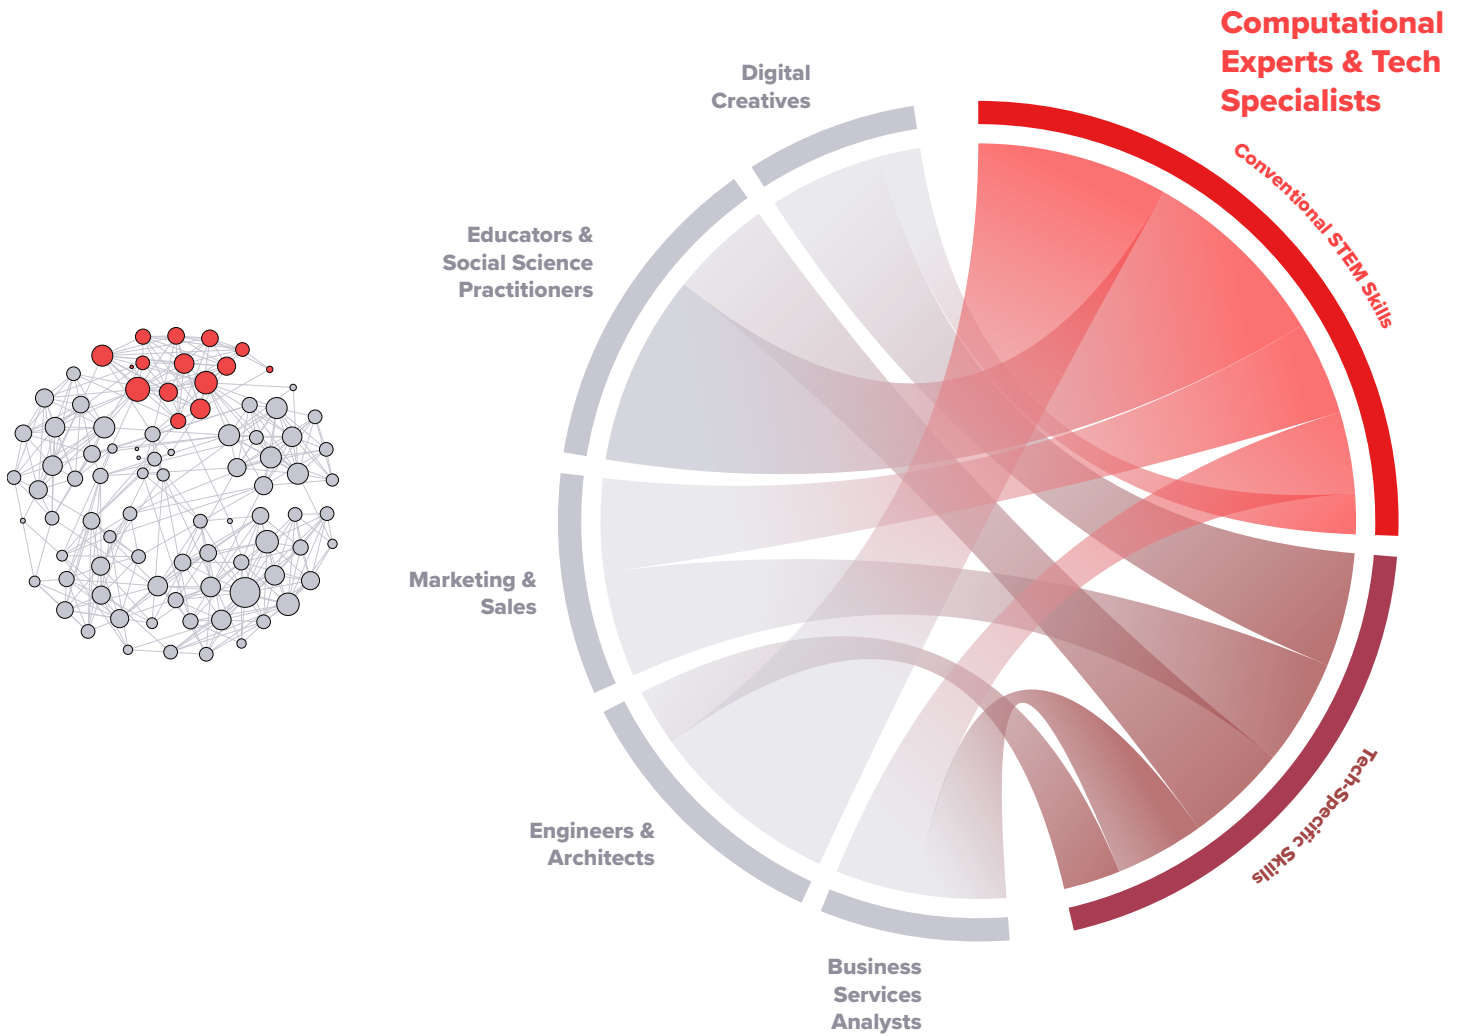 Computational
Experts & Tech
Specialists
Digital
Creatives
Conventional STEM Skills
Educators &
Social Science
Practitioners
Marketing &
Sales
Tech-Specific Skills
Engineers &
Architects
Business
Services
Analysts